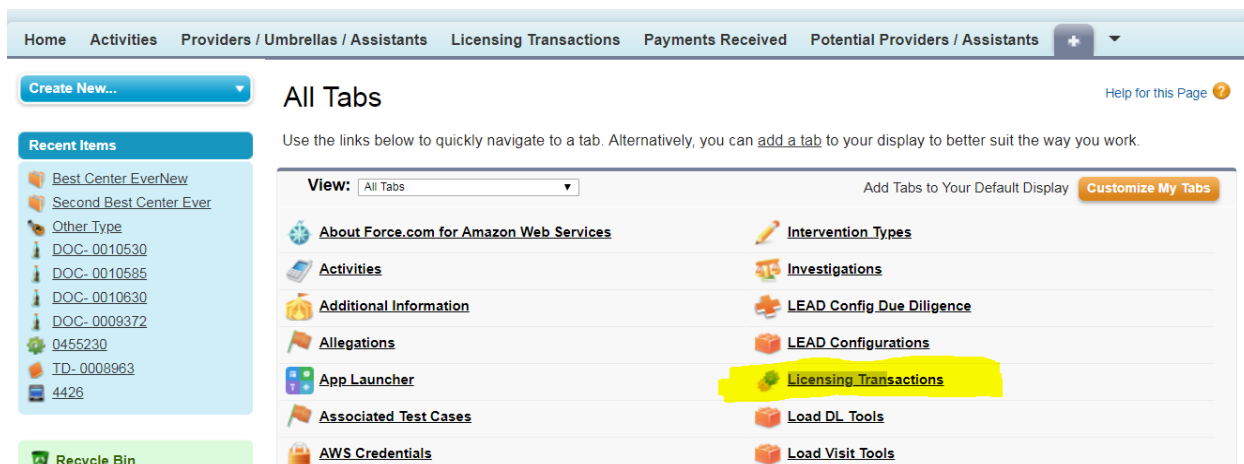 Home Activities Providers / Umbrellas / Assistants Licensing Transactions Payments Received Potential Providers / Assistants +
Create New...
All Tabs
Help for this Page ?
Use the links below to quickly navigate to a tab. Alternatively, you can add a tab to your display to better suit the way you work.
Recent Items
Best Center EverNew
Second Best Center Ever
Other Type
DOC- 0010530
DOC- 0010585
DOC- 0010630
DOC- 0009372
0455230
TD- 0008963
4426
Recycle Bin
View: All Tabs
Add Tabs to Your Default Display Customize My Tabs
About Force.com for Amazon Web Services
Activities
Additional Information
Allegations
App Launcher
Associated Test Cases
AWS Credentials
Intervention Types
Investigations
LEAD Config Due Diligence
LEAD Configurations
Licensing Transactions
Load DL Tools
Load Visit Tools